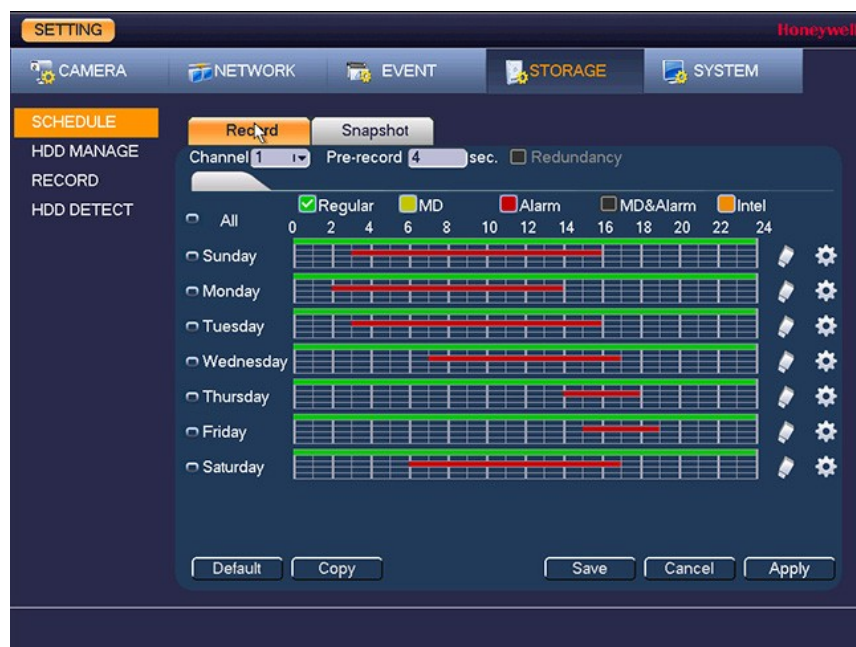 SETTING
Honeywell
CAMERA NETWORK EVENT STORAGE SYSTEM
SCHEDULE
HDD MANAGE
RECORD
HDD DETECT
Record Snapshot
Channel 1 Pre-record 4 sec. Redundancy
Regular MD Alarm MD&Alarm Intel
All 0 2 4 6 8 10 12 14 16 18 20 22 24
Sunday
Monday
Tuesday
Wednesday
Thursday
Friday
Saturday
Default Copy Save Cancel Apply